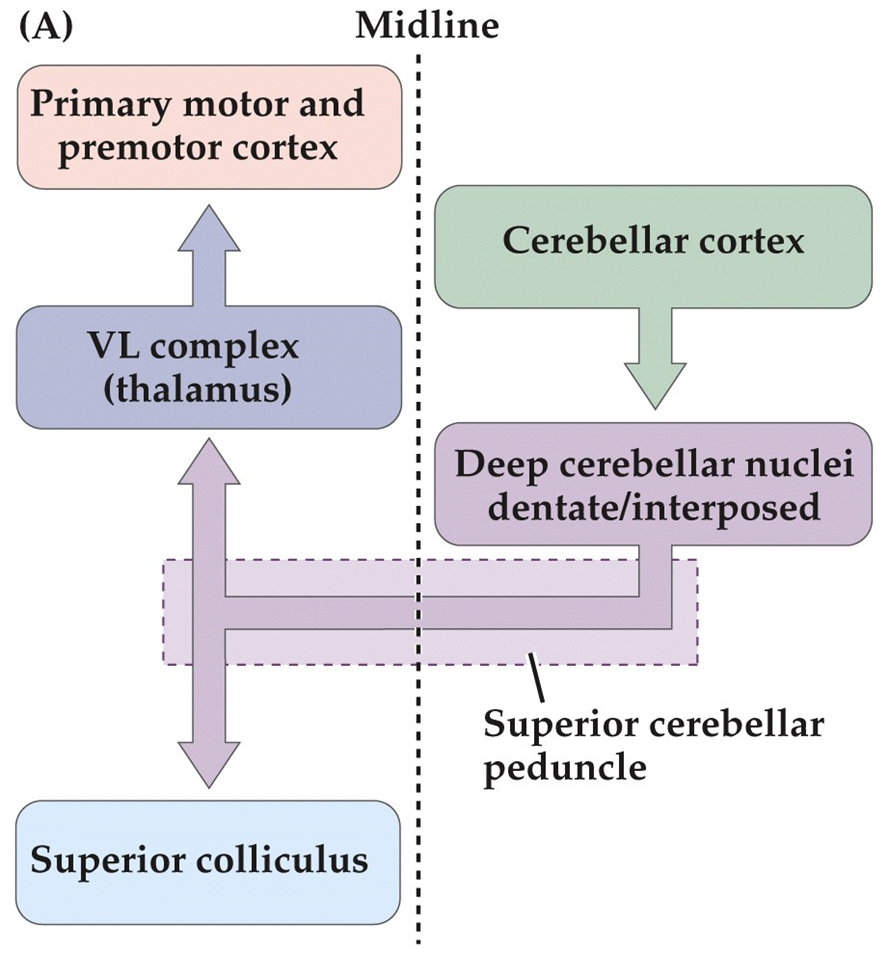 (A)
Midline
Primary motor and
premotor cortex
Cerebellar cortex
VL complex
(thalamus)
Deep cerebellar nuclei
dentate/interposed
Superior cerebellar
peduncle
Superior colliculus